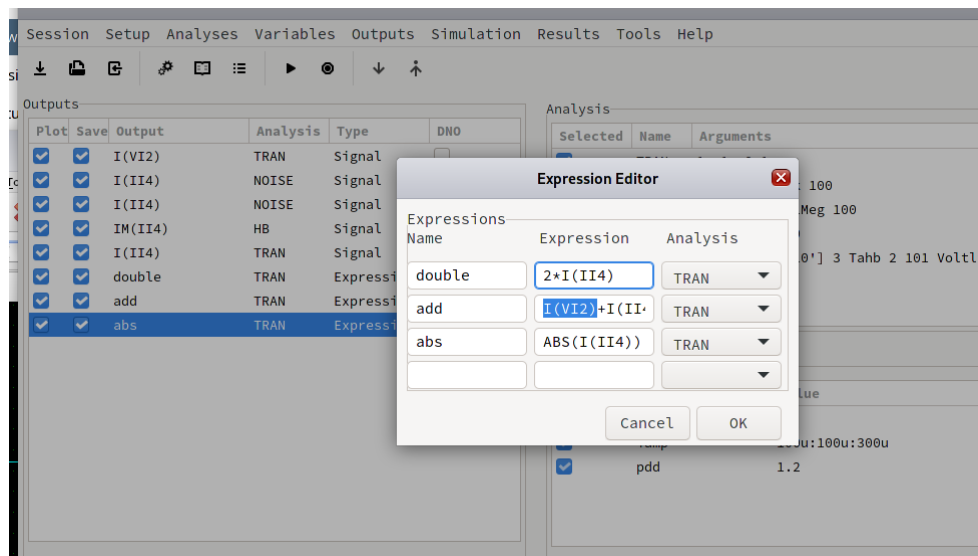 Session Setup Analyses Variables Outputs Simulation Results Tools Help
Outputs
Plot Save Output Analysis Type DNO
I(VI2) TRAN Signal
I(II4) NOISE Signal
I(II4) NOISE Signal
IM(II4) HB Signal
I(II4) TRAN Signal
double TRAN Expressi
add TRAN Expressi
abs TRAN Expressi
Analysis
Selected Name Arguments
100
Meg 100
0'] 3 Tahb 2 101 Voltl
lue
100u:100u:300u
pdd 1.2
Expression Editor
Expressions
Name Expression Analysis
double 2*I(II4) TRAN
add I(VI2)+I(II TRAN
abs ABS(I(II4)) TRAN
Cancel OK